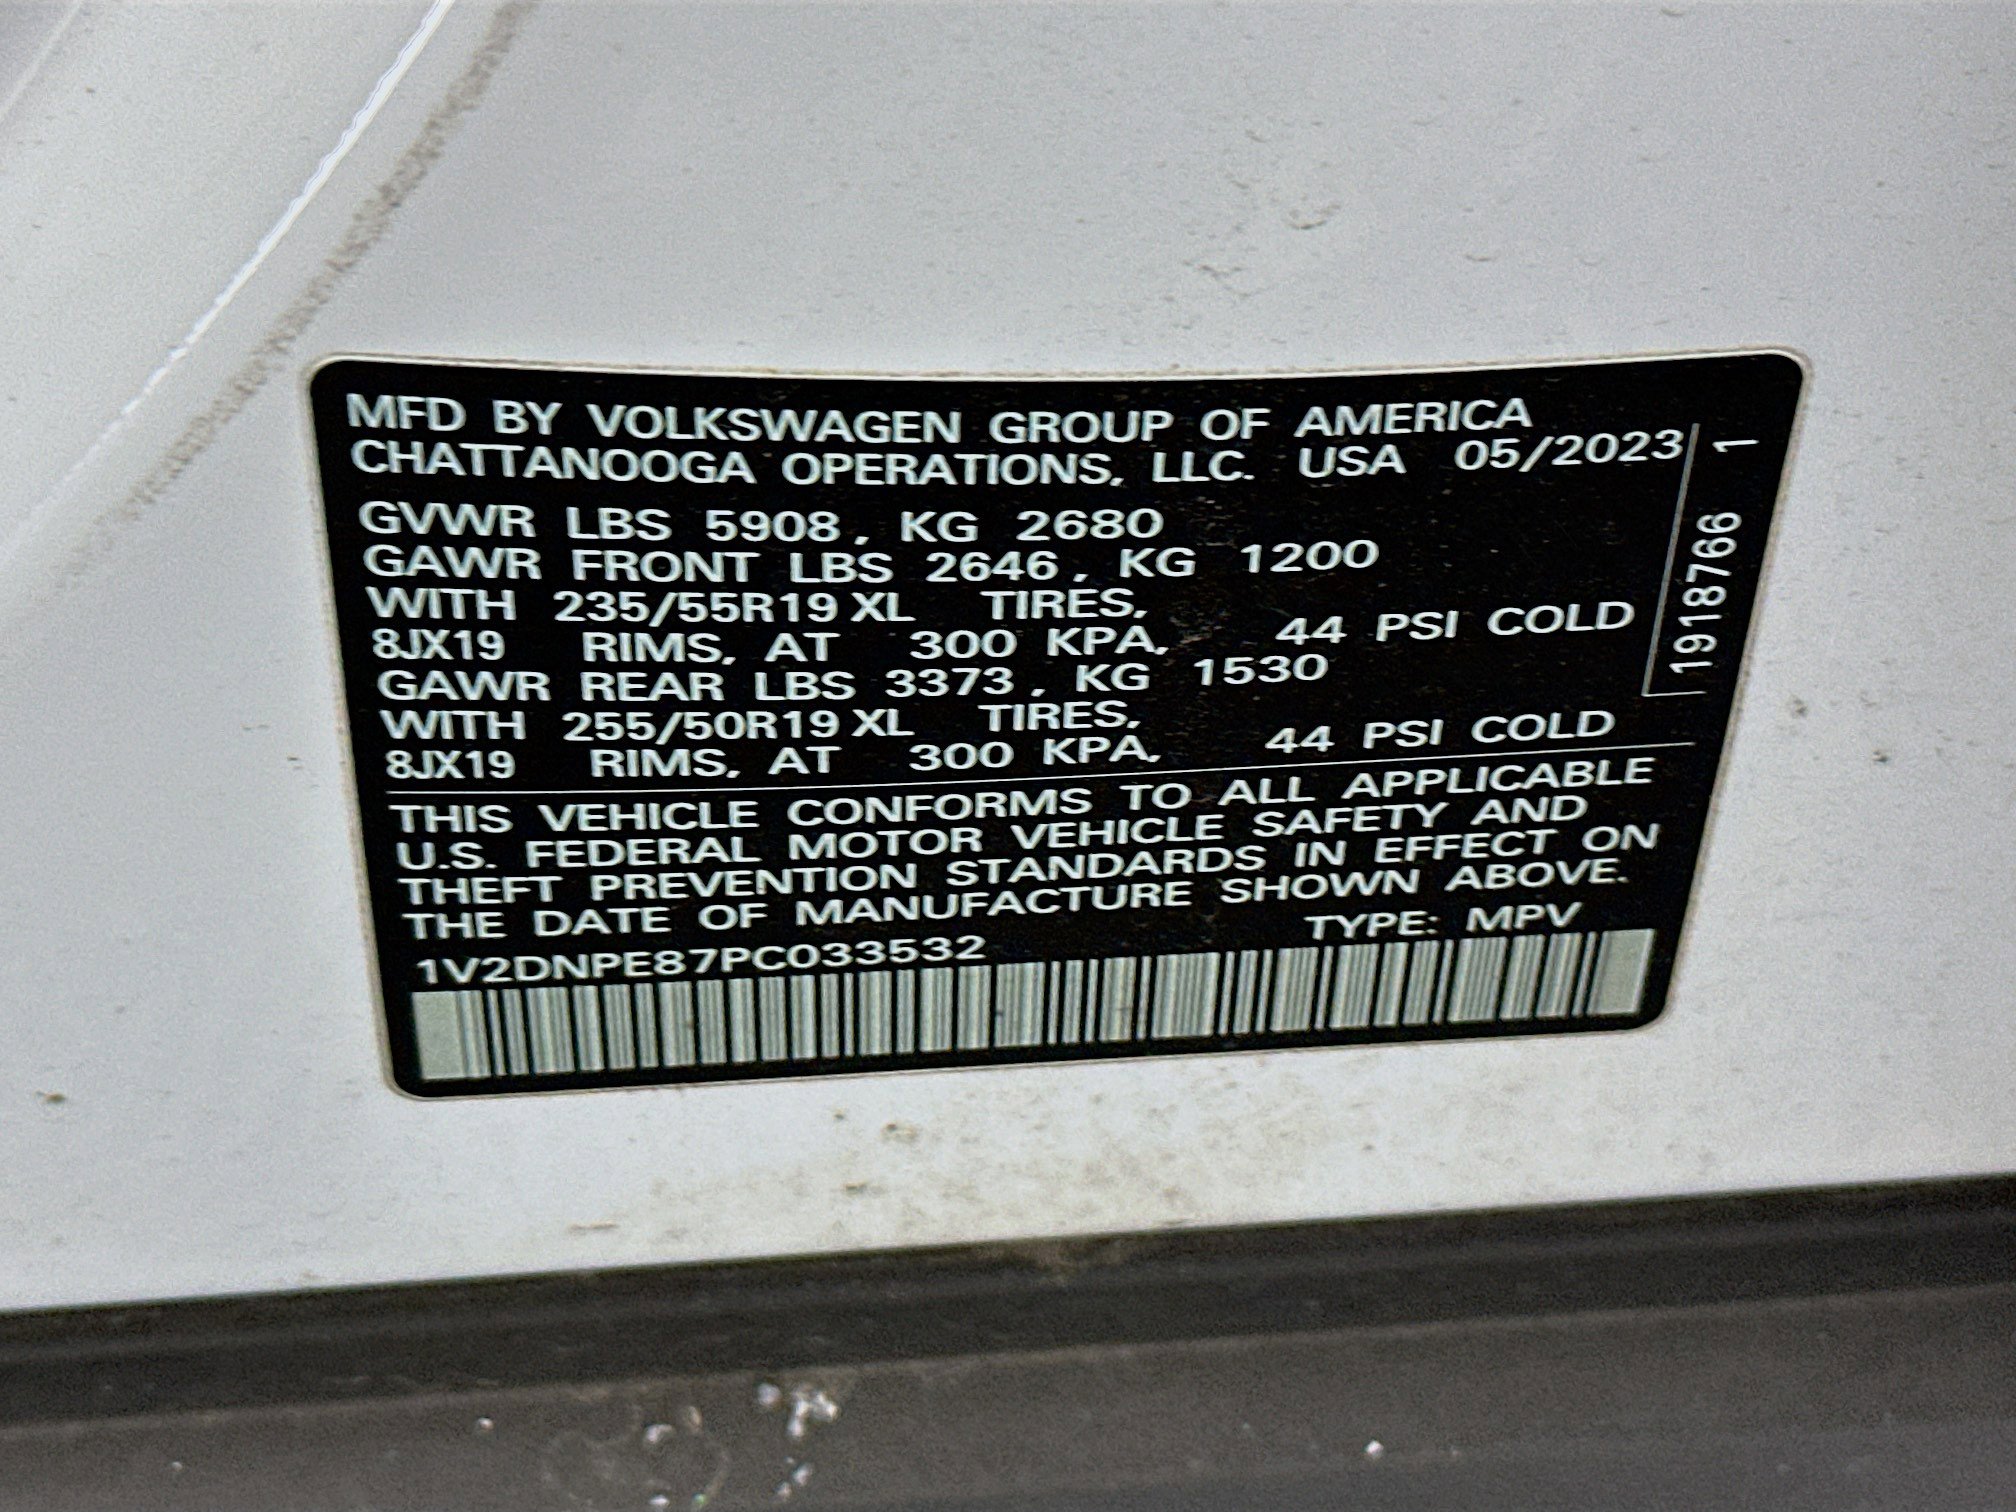 MFD BY VOLKSWAGEN GROUP OF AMERICA
CHATTANOOGA OPERATIONS, LLC. USA 05/2023
GVWR LBS 5908, KG 2680
GAWR FRONT LBS 2646, KG 1200
WITH 235/55R19 XL TIRES,
8JX19 RIMS, AT 300 KPA, 44 PSI COLD
GAWR REAR LBS 3373, KG 1530
WITH 255/50R19 XL TIRES,
8JX19 RIMS, AT 300 KPA, 44 PSI COLD
THIS VEHICLE CONFORMS TO ALL APPLICABLE
U.S. FEDERAL MOTOR VEHICLE SAFETY AND
THEFT PREVENTION STANDARDS IN EFFECT ON
THE DATE OF MANUFACTURE SHOWN ABOVE.
1V2DNPE87PC033532 TYPE: MPV
1918766 1